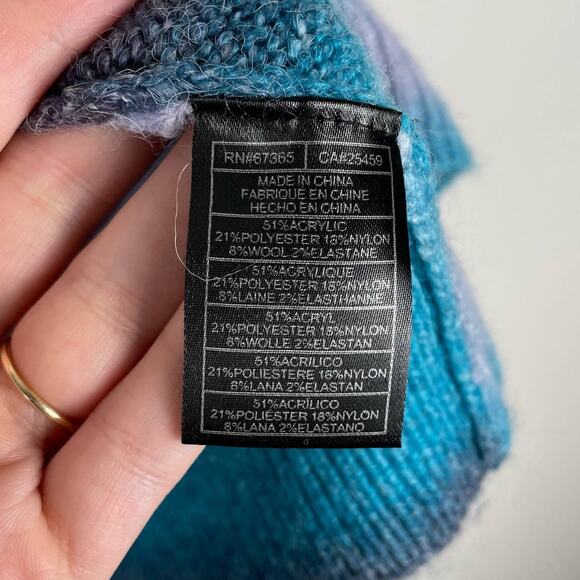 RN#67365 CA#25459
MADE IN CHINA
FABRIQUE EN CHINE
HECHO EN CHINA
51%ACRYLIC
21%POLYESTER 18%NYLON
8%WOOL 2%ELASTANE
51%ACRYLIQUE
21%POLYESTER 18%NYLON
8%LAINE 2%ELASTHANNE
51%ACRYL
21%POLYESTER 18%NYLON
8%WOLLE 2%ELASTAN
51%ACRILICO
21%POLIESTERE 18%NYLON
8%LANA 2%ELASTAN
51%ACRÍLICO
21%POLIÉSTER 18%NYLON
8%LANA 2%ELASTANO